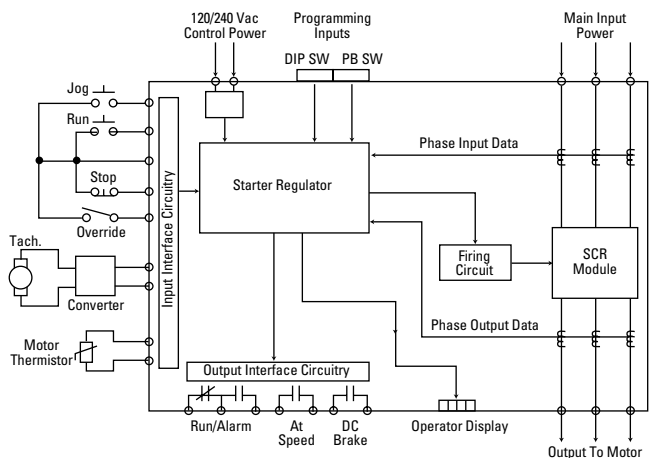 120/240 Vac
Control Power
Programming
Inputs
Main Input
Power
DIP SW
PB SW
Jog
Run
Stop
Override
Tach.
Converter
Motor
Thermistor
Input Interface Circuitry
Starter Regulator
Phase Input Data
Firing
Circuit
SCR
Module
Phase Output Data
Output Interface Circuitry
Run/Alarm
At
Speed
DC
Brake
Operator Display
Output To Motor